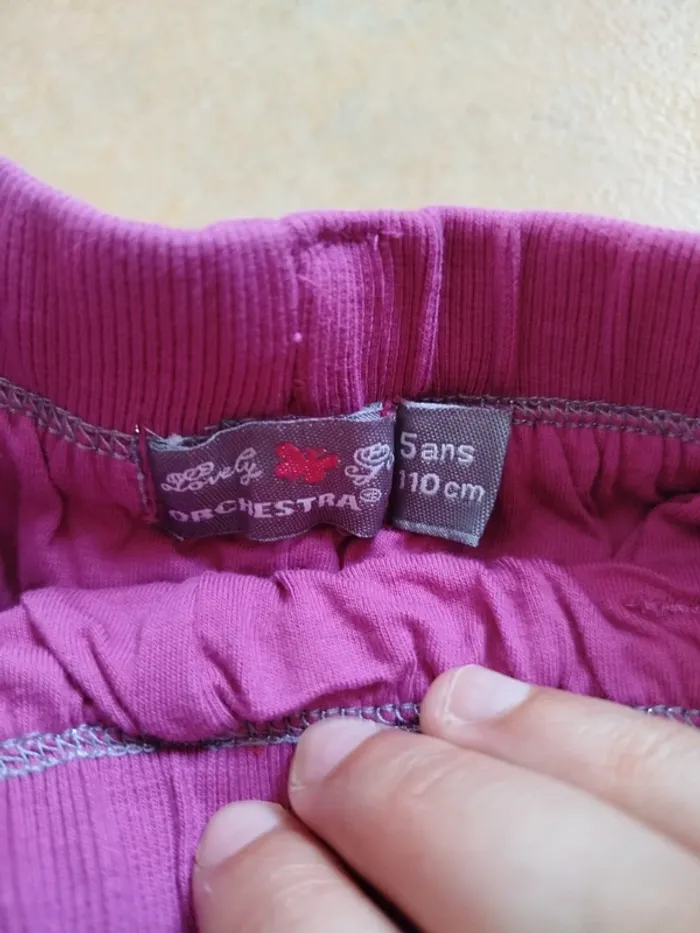 Lovely
ORCHESTRA®
5 ans
110 cm